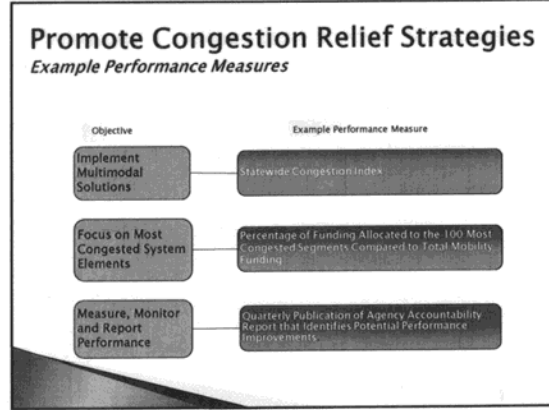 Promote Congestion Relief Strategies
Example Performance Measures
Objective
Example Performance Measure
Implement
Multimodal
Solutions
Statewide Congestion Index
Focus on Most
Congested System
Elements
Percentage of Funding Allocated to the 100 Most
Congested Segments Compared to Total Mobility
Funding
Measure, Monitor
and Report
Performance
Quarterly Publication of Agency Accountability
Report that Identifies Potential Performance
Improvements